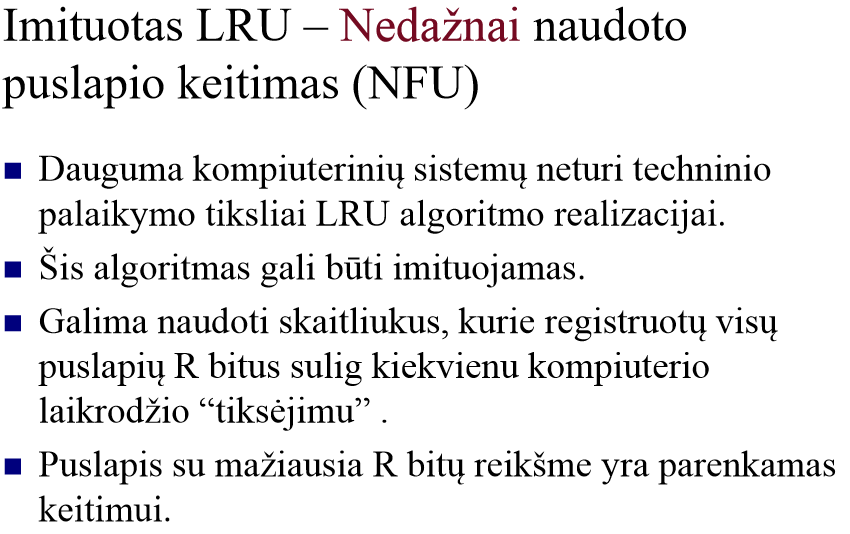 Imituotas LRU – Nedažnai naudoto
puslapio keitimas (NFU)
Dauguma kompiuterinių sistemų neturi techninio
palaikymo tiksliai LRU algoritmo realizacijai.
Šis algoritmas gali būti imituojamas.
Galima naudoti skaitliukus, kurie registruotų visų
puslapių R bitus sulig kiekvienu kompiuterio
laikrodžio “tiksėjimu” .
Puslapis su mažiausia R bitų reikšme yra parenkamas
keitimui.